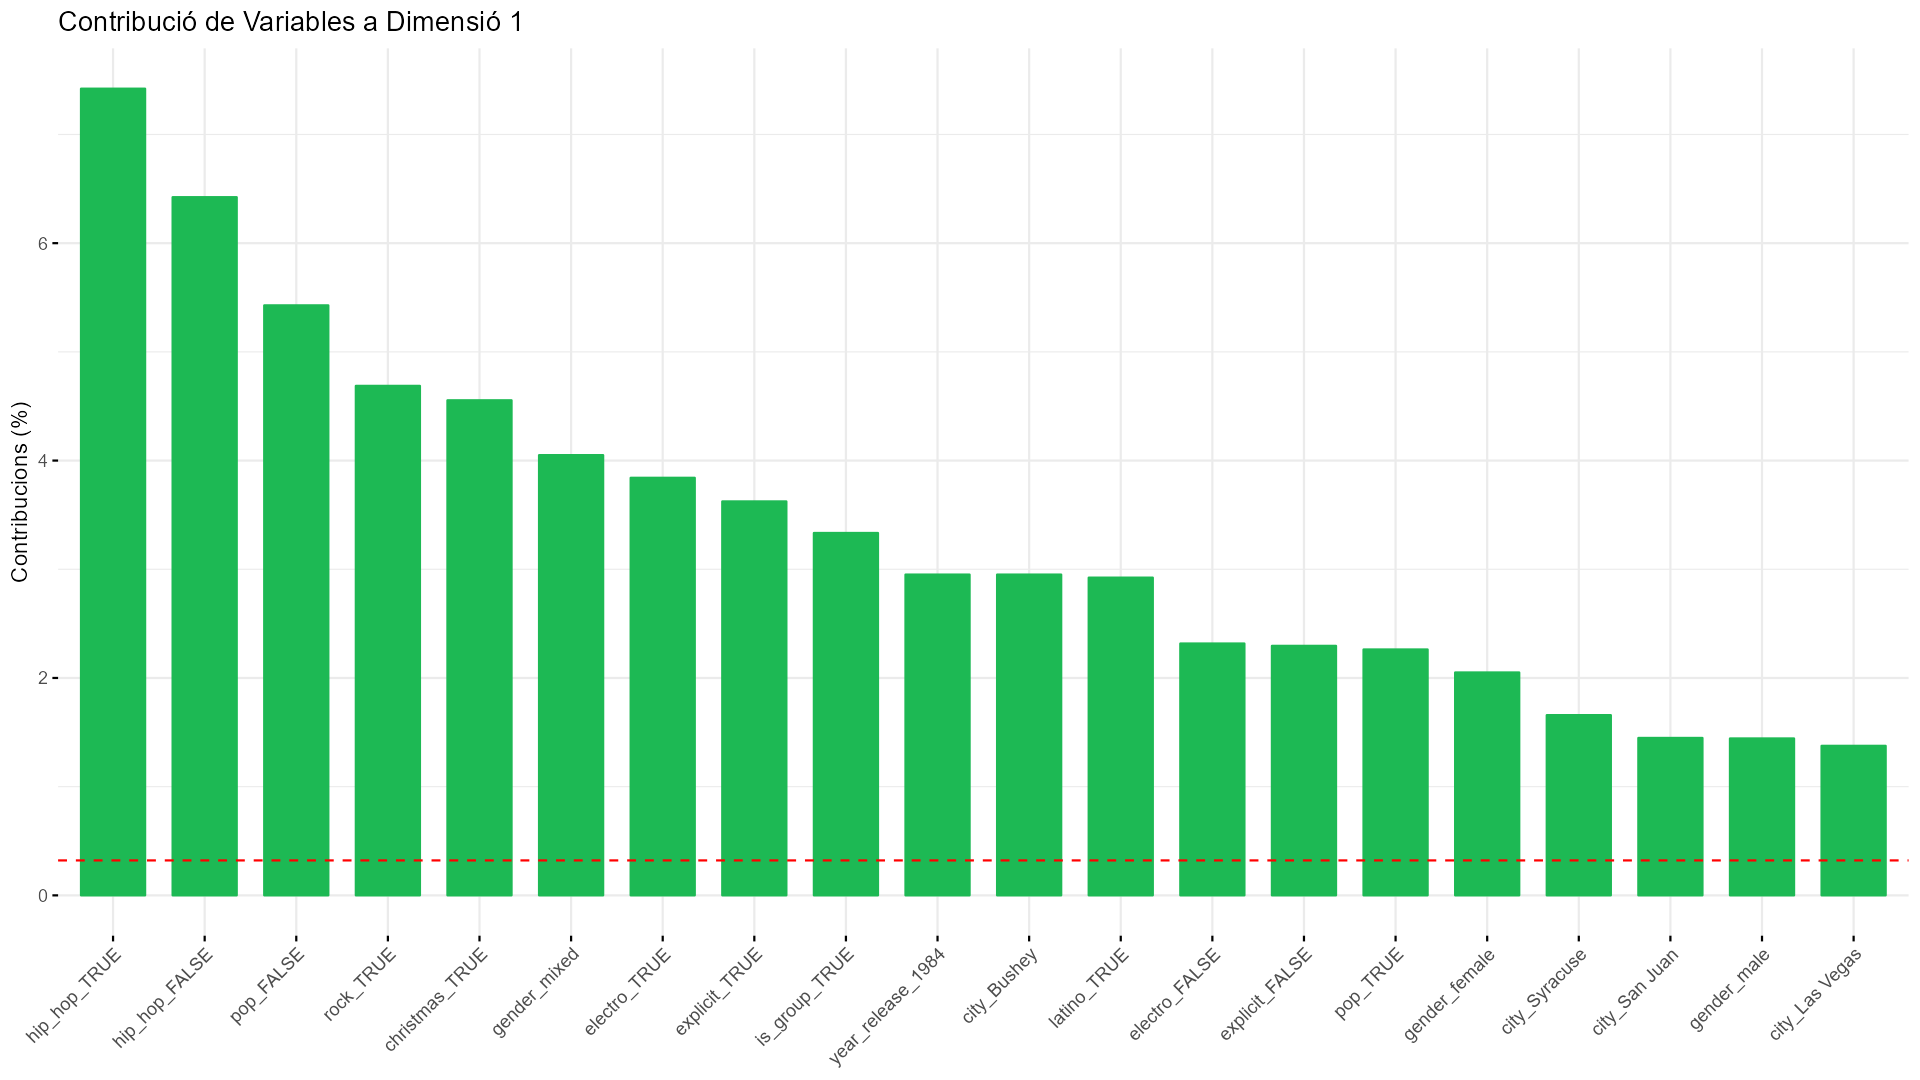 Contribució de Variables a Dimensió 1
Contribucions (%)
6
4
2
0
hip_hop_TRUE
hip_hop_FALSE
pop_FALSE
rock_TRUE
christmas_TRUE
gender_mixed
electro_TRUE
explicit_TRUE
is_group_TRUE
year_release_1984
city_Bushey
latino_TRUE
electro_FALSE
explicit_FALSE
pop_TRUE
gender_female
city_Syracuse
city_San Juan
gender_male
city_Las Vegas